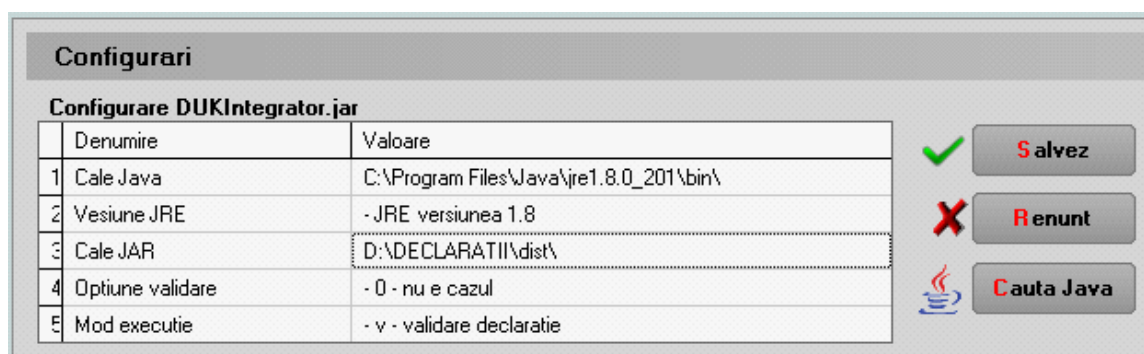 Configurari
Configurare DUKIntegrator.jar
Denumire Valoare
1 Cale Java C:\Program Files\Java\jre1.8.0_201\bin\
2 Vesiune JRE - JRE versiunea 1.8
3 Cale JAR D:\DECLARATII\dist\
4 Optiune validare - 0 - nu e cazul
5 Mod executie - v - validare declaratie
Salvez
Renunt
Cauta Java